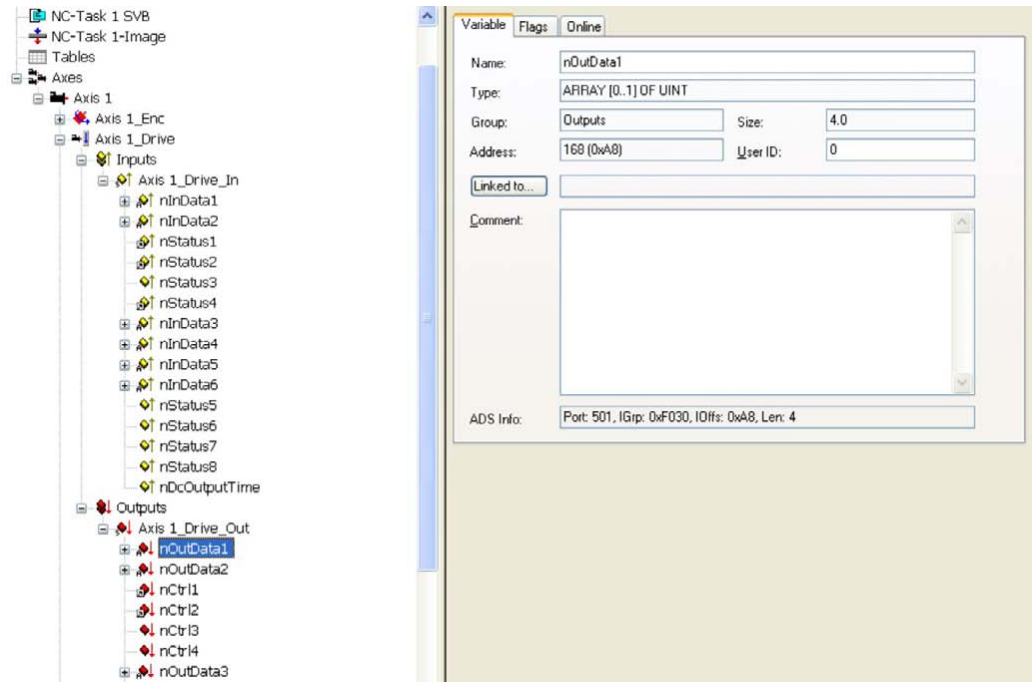 NC-Task 1 SVB
NC-Task 1-Image
Tables
Axes
Axis 1
Axis 1_Enc
Axis 1_Drive
Inputs
Axis 1_Drive_In
nInData1
nInData2
nStatus1
nStatus2
nStatus3
nStatus4
nInData3
nInData4
nInData5
nInData6
nStatus5
nStatus6
nStatus7
nStatus8
nDcOutputTime
Outputs
Axis 1_Drive_Out
nOutData1
nOutData2
nCtrl1
nCtrl2
nCtrl3
nCtrl4
nOutData3
Variable Flags Online
Name: nOutData1
Type: ARRAY [0..1] OF UINT
Group: Outputs Size: 4.0
Address: 168 (0xA8) User ID: 0
Linked to...
Comment:
ADS Info: Port: 501, IGrp: 0xF030, IOffs: 0xA8, Len: 4